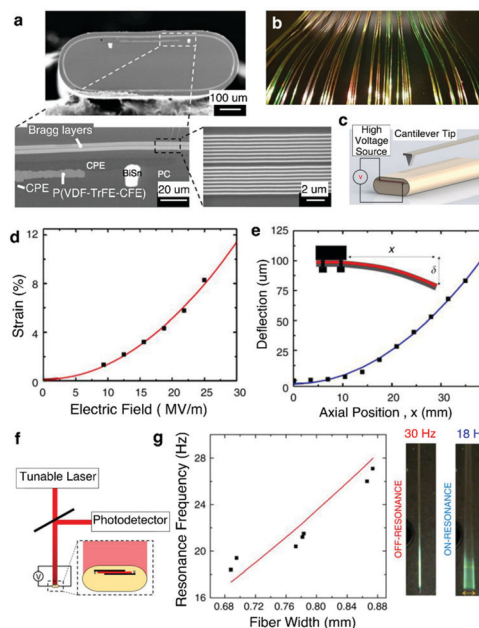 a
b
100 um
Bragg layers
CPE
BiSn
PC
CPE
P(VDF-TrFE-CFE)
20 um
2 um
c
High
Voltage
Source
Cantilever Tip
V
d
12
8
4
0
Strain (%)
0 5 10 15 20 25 30
Electric Field ( MV/m)
e
100
75
50
25
0
Deflection (um)
x
δ
0 10 20 30
Axial Position , x (mm)
f
Tunable Laser
Photodetector
V
g
28
24
20
16
Resonance Frequency (Hz)
0.68 0.72 0.76 0.80 0.84 0.88
Fiber Width (mm)
30 Hz
OFF-RESONANCE
18 H
ON-RESONANCE